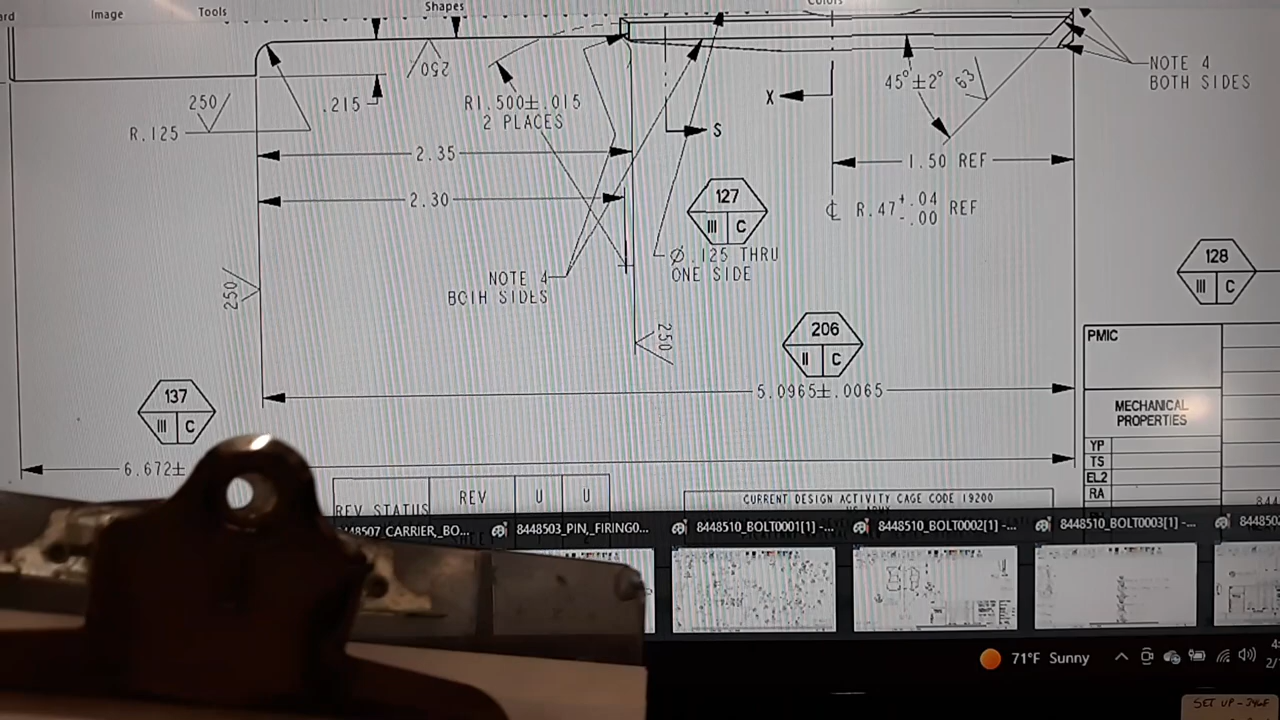 Image
Tools
Shapes
250
250
.215
R.125
R1.500±.015
2 PLACES
X
S
45°±2°
63
NOTE 4
BOTH SIDES
2.35
1.50 REF
2.30
127
III C
℄ R.47 +.04 -.00 REF
Ø.125 THRU
ONE SIDE
NOTE 4
BOTH SIDES
128
III C
250
250
206
II C
5.0965±.0065
PMIC
MECHANICAL
PROPERTIES
YP
TS
EL2
RA
137
III C
6.672±
REV STATUS
REV U U
CURRENT DESIGN ACTIVITY CAGE CODE 19200
8448507_CARRIER_BO...
8448503_PIN_FIRING0...
8448510_BOLT0001[1] -...
8448510_BOLT0002[1] -...
8448510_BOLT0003[1] -...
71°F Sunny
SET UP -